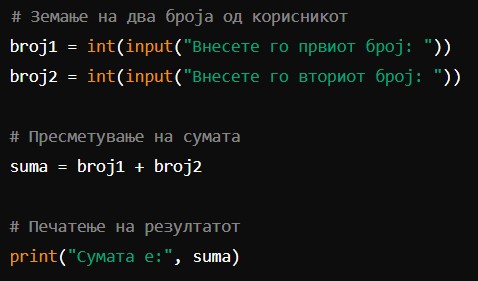 # Земање на два броја од корисникот
broj1 = int(input("Внесете го првиот број: "))
broj2 = int(input("Внесете го вториот број: "))
# Пресметување на сумата
suma = broj1 + broj2
# Печатење на резултатот
print("Сумата е:", suma)